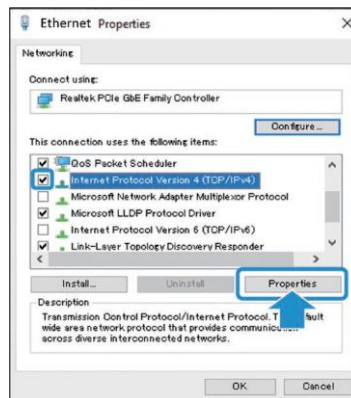 Ethernet Properties
Networking
Connect using:
Realtek PCIe GbE Family Controller
Configure...
This connection uses the following items:
QoS Packet Scheduler
Internet Protocol Version 4 (TCP/IPv4)
Microsoft Network Adapter Multiplexor Protocol
Microsoft LLDP Protocol Driver
Internet Protocol Version 6 (TCP/IPv6)
Link-Layer Topology Discovery Responder
Install...
Uninstall
Properties
Description
Transmission Control Protocol/Internet Protocol.
wide area network protocol that provides
across diverse interconnected networks.
OK
Cancel